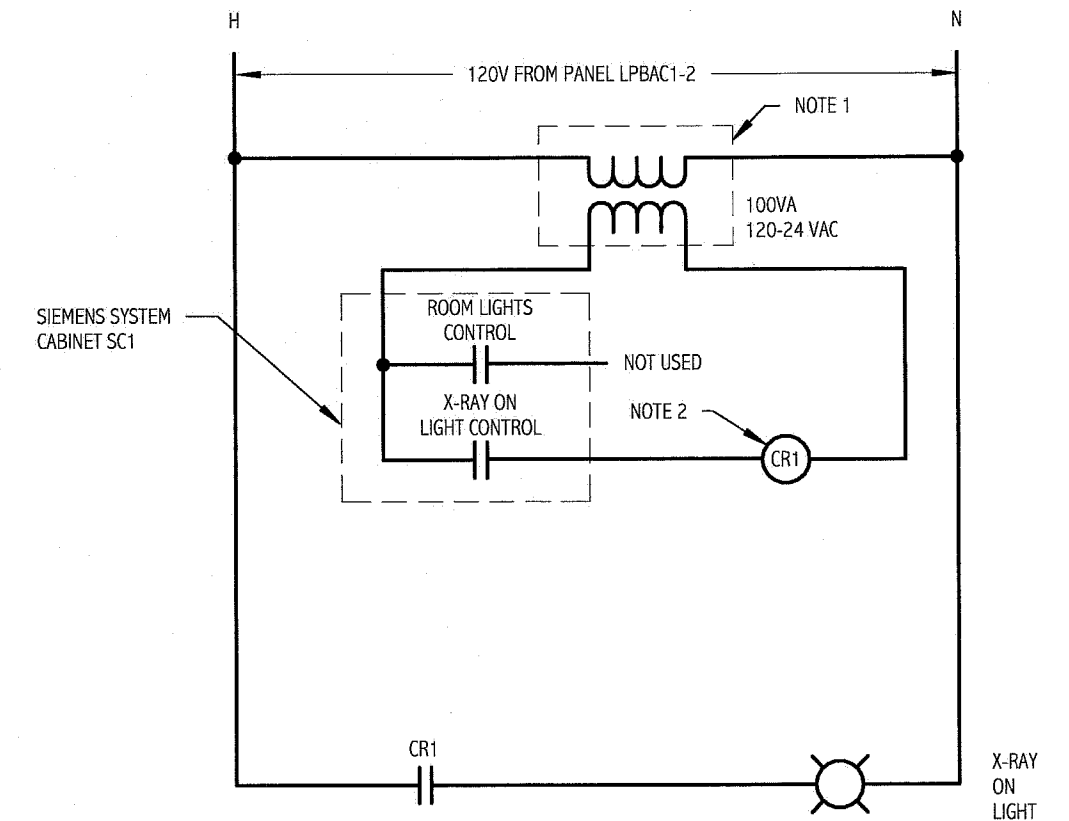 H
N
120V FROM PANEL LPBAC1-2
NOTE 1
100VA
120-24 VAC
SIEMENS SYSTEM
CABINET SC1
ROOM LIGHTS
CONTROL
NOT USED
X-RAY ON
LIGHT CONTROL
NOTE 2
CR1
CR1
X-RAY
ON
LIGHT